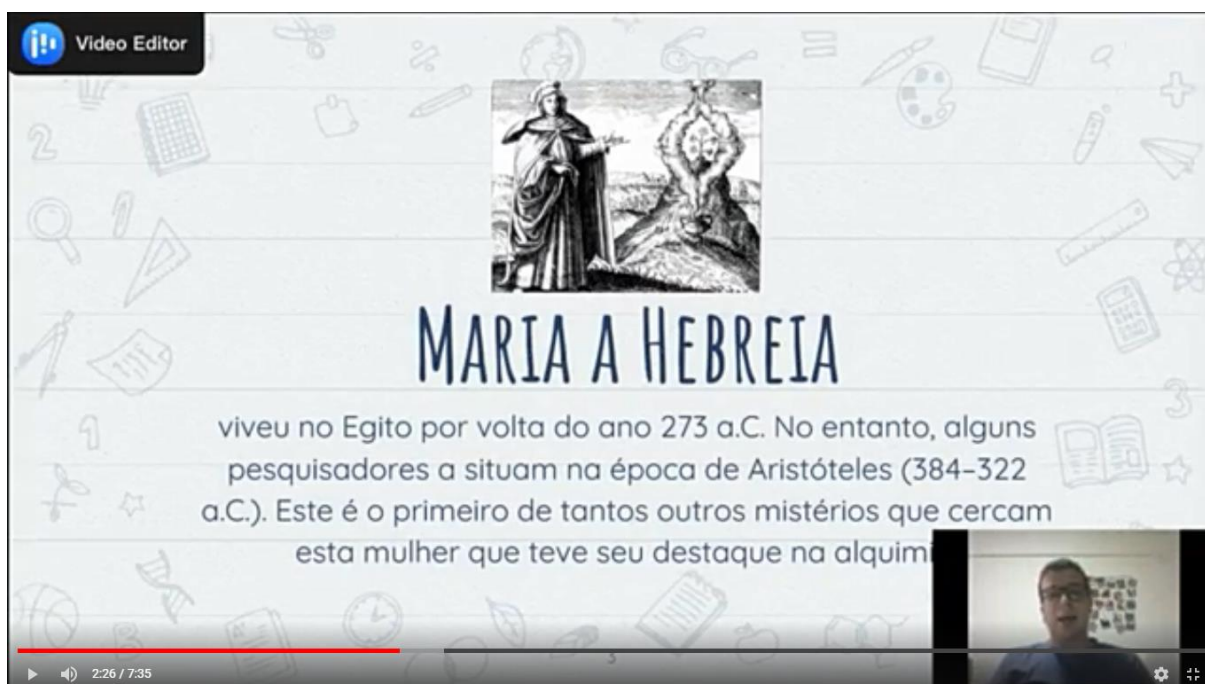 Video Editor
MARIA A HEBREIA
viveu no Egito por volta do ano 273 a.C. No entanto, alguns
pesquisadores a situam na época de Aristóteles (384–322
a.C.). Este é o primeiro de tantos outros mistérios que cercam
esta mulher que teve seu destaque na alquimi
2:26 / 7:35